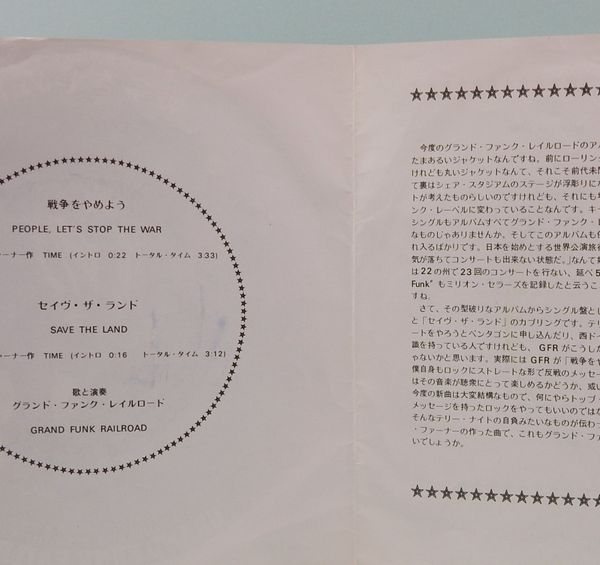 戦争をやめよう
PEOPLE, LET'S STOP THE WAR
ーナー作 TIME (イントロ 0:22 トータル・タイム 3:33)
セイヴ・ザ・ランド
SAVE THE LAND
ーナー作 TIME (イントロ 0:16 トータル・タイム 3:12)
歌と演奏
グランド・ファンク・レイルロード
GRAND FUNK RAILROAD
今度のグランド・ファンク・レイルロードのアル
たまあるいジャケットなんですね。前にローリン
けれども丸いジャケットなんて、それこそ前代未聞
て裏はシェア・スタジアムのステージが浮彫りにな
トが考えたものらしいのですけれども、それにも増
ンク・レーベルに変わっていることなんです。キー
シングルもアルバムすべてグランド・ファンク・レ
なものじゃありませんか、そしてこのアルバムも
れ入るばかりです。日本を始めとする世界公演旅
気が落ちてコンサートも出来ない状態だ。』なんて
は22の州で23回のコンサートを行ない、延べ5
Funk”もミリオン・セラーズを記録したと云うこ
すね。
さて、その型破りなアルバムからシングル盤とし
と「セイヴ・ザ・ランド」のカプリングです。テリ
ートをやろうとペンタゴンに申し込んだり、西ドイ
識を持っている人ですけれども、GFRがこうした
ゃないかと思います。実際にはGFRが「戦争をや
僕自身もロックにストレートな形で反戦のメッセー
はその音楽が聴衆にとって楽しめるかどうか、或い
今度の新曲は大変結構なもので、何にやらトップ・
メッセージを持ったロックをやってもいいのではな
そんなテリー・ナイトの自負みたいなものが伝わっ
・ファーナーの作った曲で、これもグランド・ファ
いでしょうか。